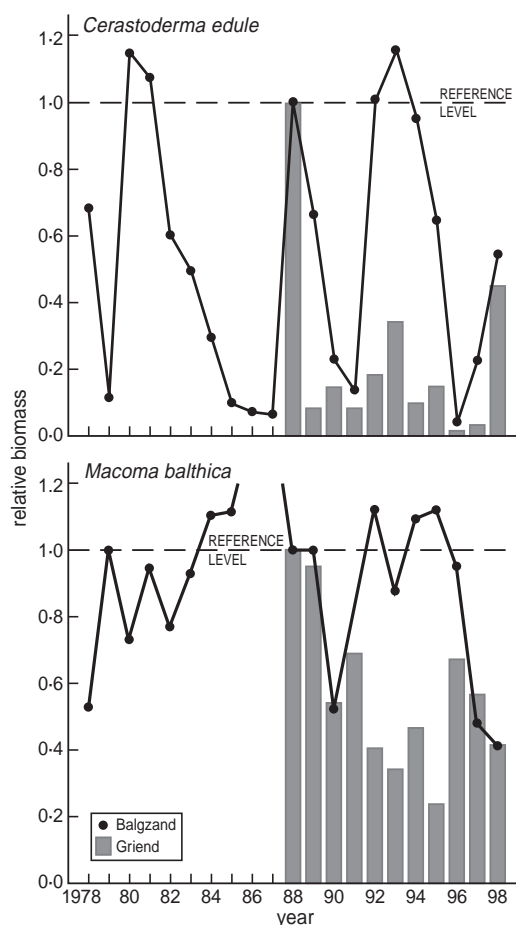 Cerastoderma edule
1·2
1·0
0·8
0·6
0·4
0·2
0·0
REFERENCE
LEVEL
relative biomass
Macoma balthica
1·2
1·0
0·8
0·6
0·4
0·2
0·0
REFERENCE
LEVEL
Balgzand
Griend
1978 80 82 84 86 88 90 92 94 96 98
year